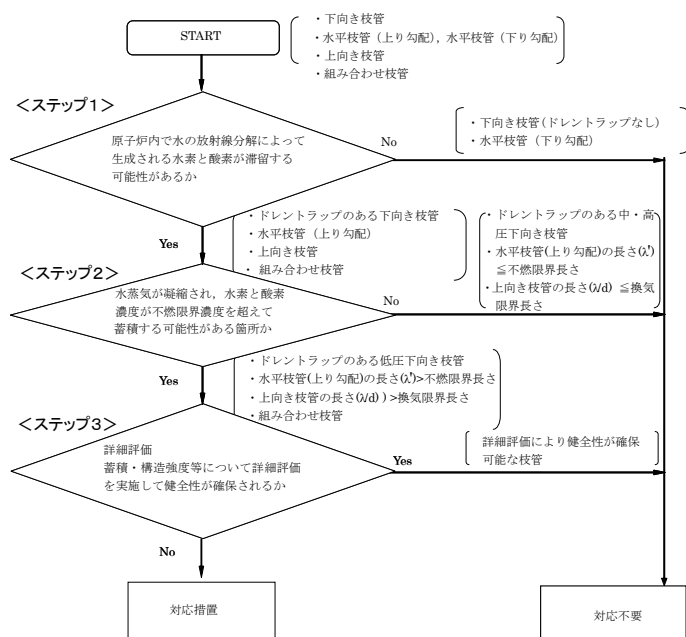 START
・下向き枝管
・水平枝管（上り勾配），水平枝管（下り勾配）
・上向き枝管
・組み合わせ枝管
＜ステップ1＞
原子炉内で水の放射線分解によって
生成される水素と酸素が滞留する
可能性があるか
No
・下向き枝管(ドレントラップなし)
・水平枝管（下り勾配）
Yes
・ドレントラップのある下向き枝管
・水平枝管（上り勾配）
・上向き枝管
・組み合わせ枝管
・ドレントラップのある中・高
圧下向き枝管
・水平枝管(上り勾配)の長さ(λ')
≦不燃限界長さ
・上向き枝管の長さ(λ/d) ≦換気
限界長さ
＜ステップ2＞
水蒸気が凝縮され，水素と酸素
濃度が不燃限界濃度を超えて
蓄積する可能性がある箇所か
No
Yes
・ドレントラップのある低圧下向き枝管
・水平枝管(上り勾配)の長さ(λ')>不燃限界長さ
・上向き枝管の長さ(λ/d) ) >換気限界長さ
・組み合わせ枝管
＜ステップ3＞
詳細評価
蓄積・構造強度等について詳細評価
を実施して健全性が確保されるか
Yes
詳細評価により健全性が確保
可能な枝管
No
対応措置
対応不要